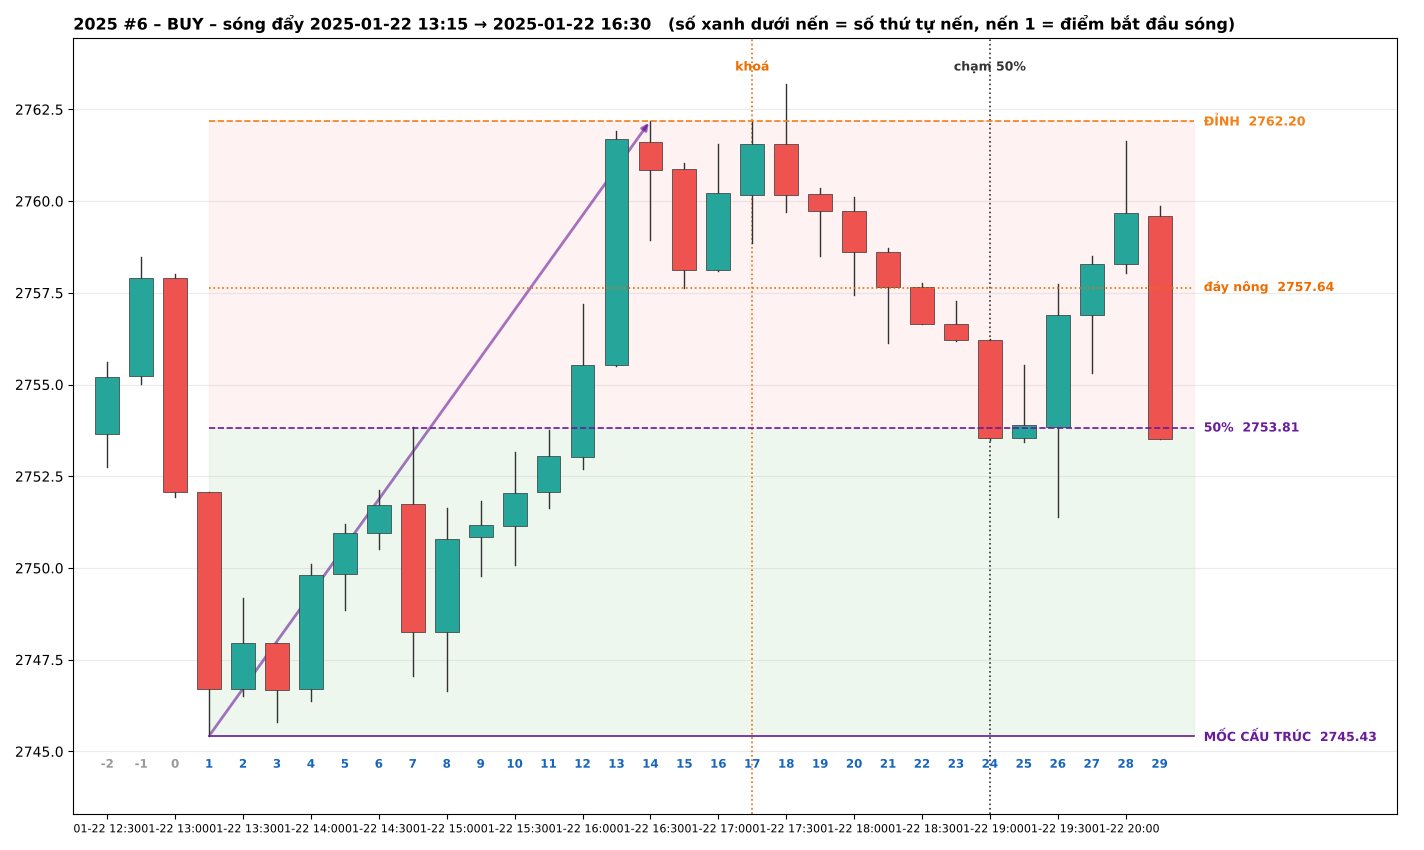 2025 #6 – BUY – sóng đẩy 2025-01-22 13:15 → 2025-01-22 16:30 (số xanh dưới nến = số thứ tự nến, nến 1 = điểm bắt đầu sóng)
khoá
chạm 50%
2762.5
ĐỈNH 2762.20
2760.0
2757.5
đáy nông 2757.64
2755.0
50% 2753.81
2752.5
2750.0
2747.5
MỐC CẤU TRÚC 2745.43
2745.0
-2 -1 0 1 2 3 4 5 6 7 8 9 10 11 12 13 14 15 16 17 18 19 20 21 22 23 24 25 26 27 28 29
01-22 12:30 01-22 13:00 01-22 13:30 01-22 14:00 01-22 14:30 01-22 15:00 01-22 15:30 01-22 16:00 01-22 16:30 01-22 17:00 01-22 17:30 01-22 18:00 01-22 18:30 01-22 19:00 01-22 19:30 01-22 20:00